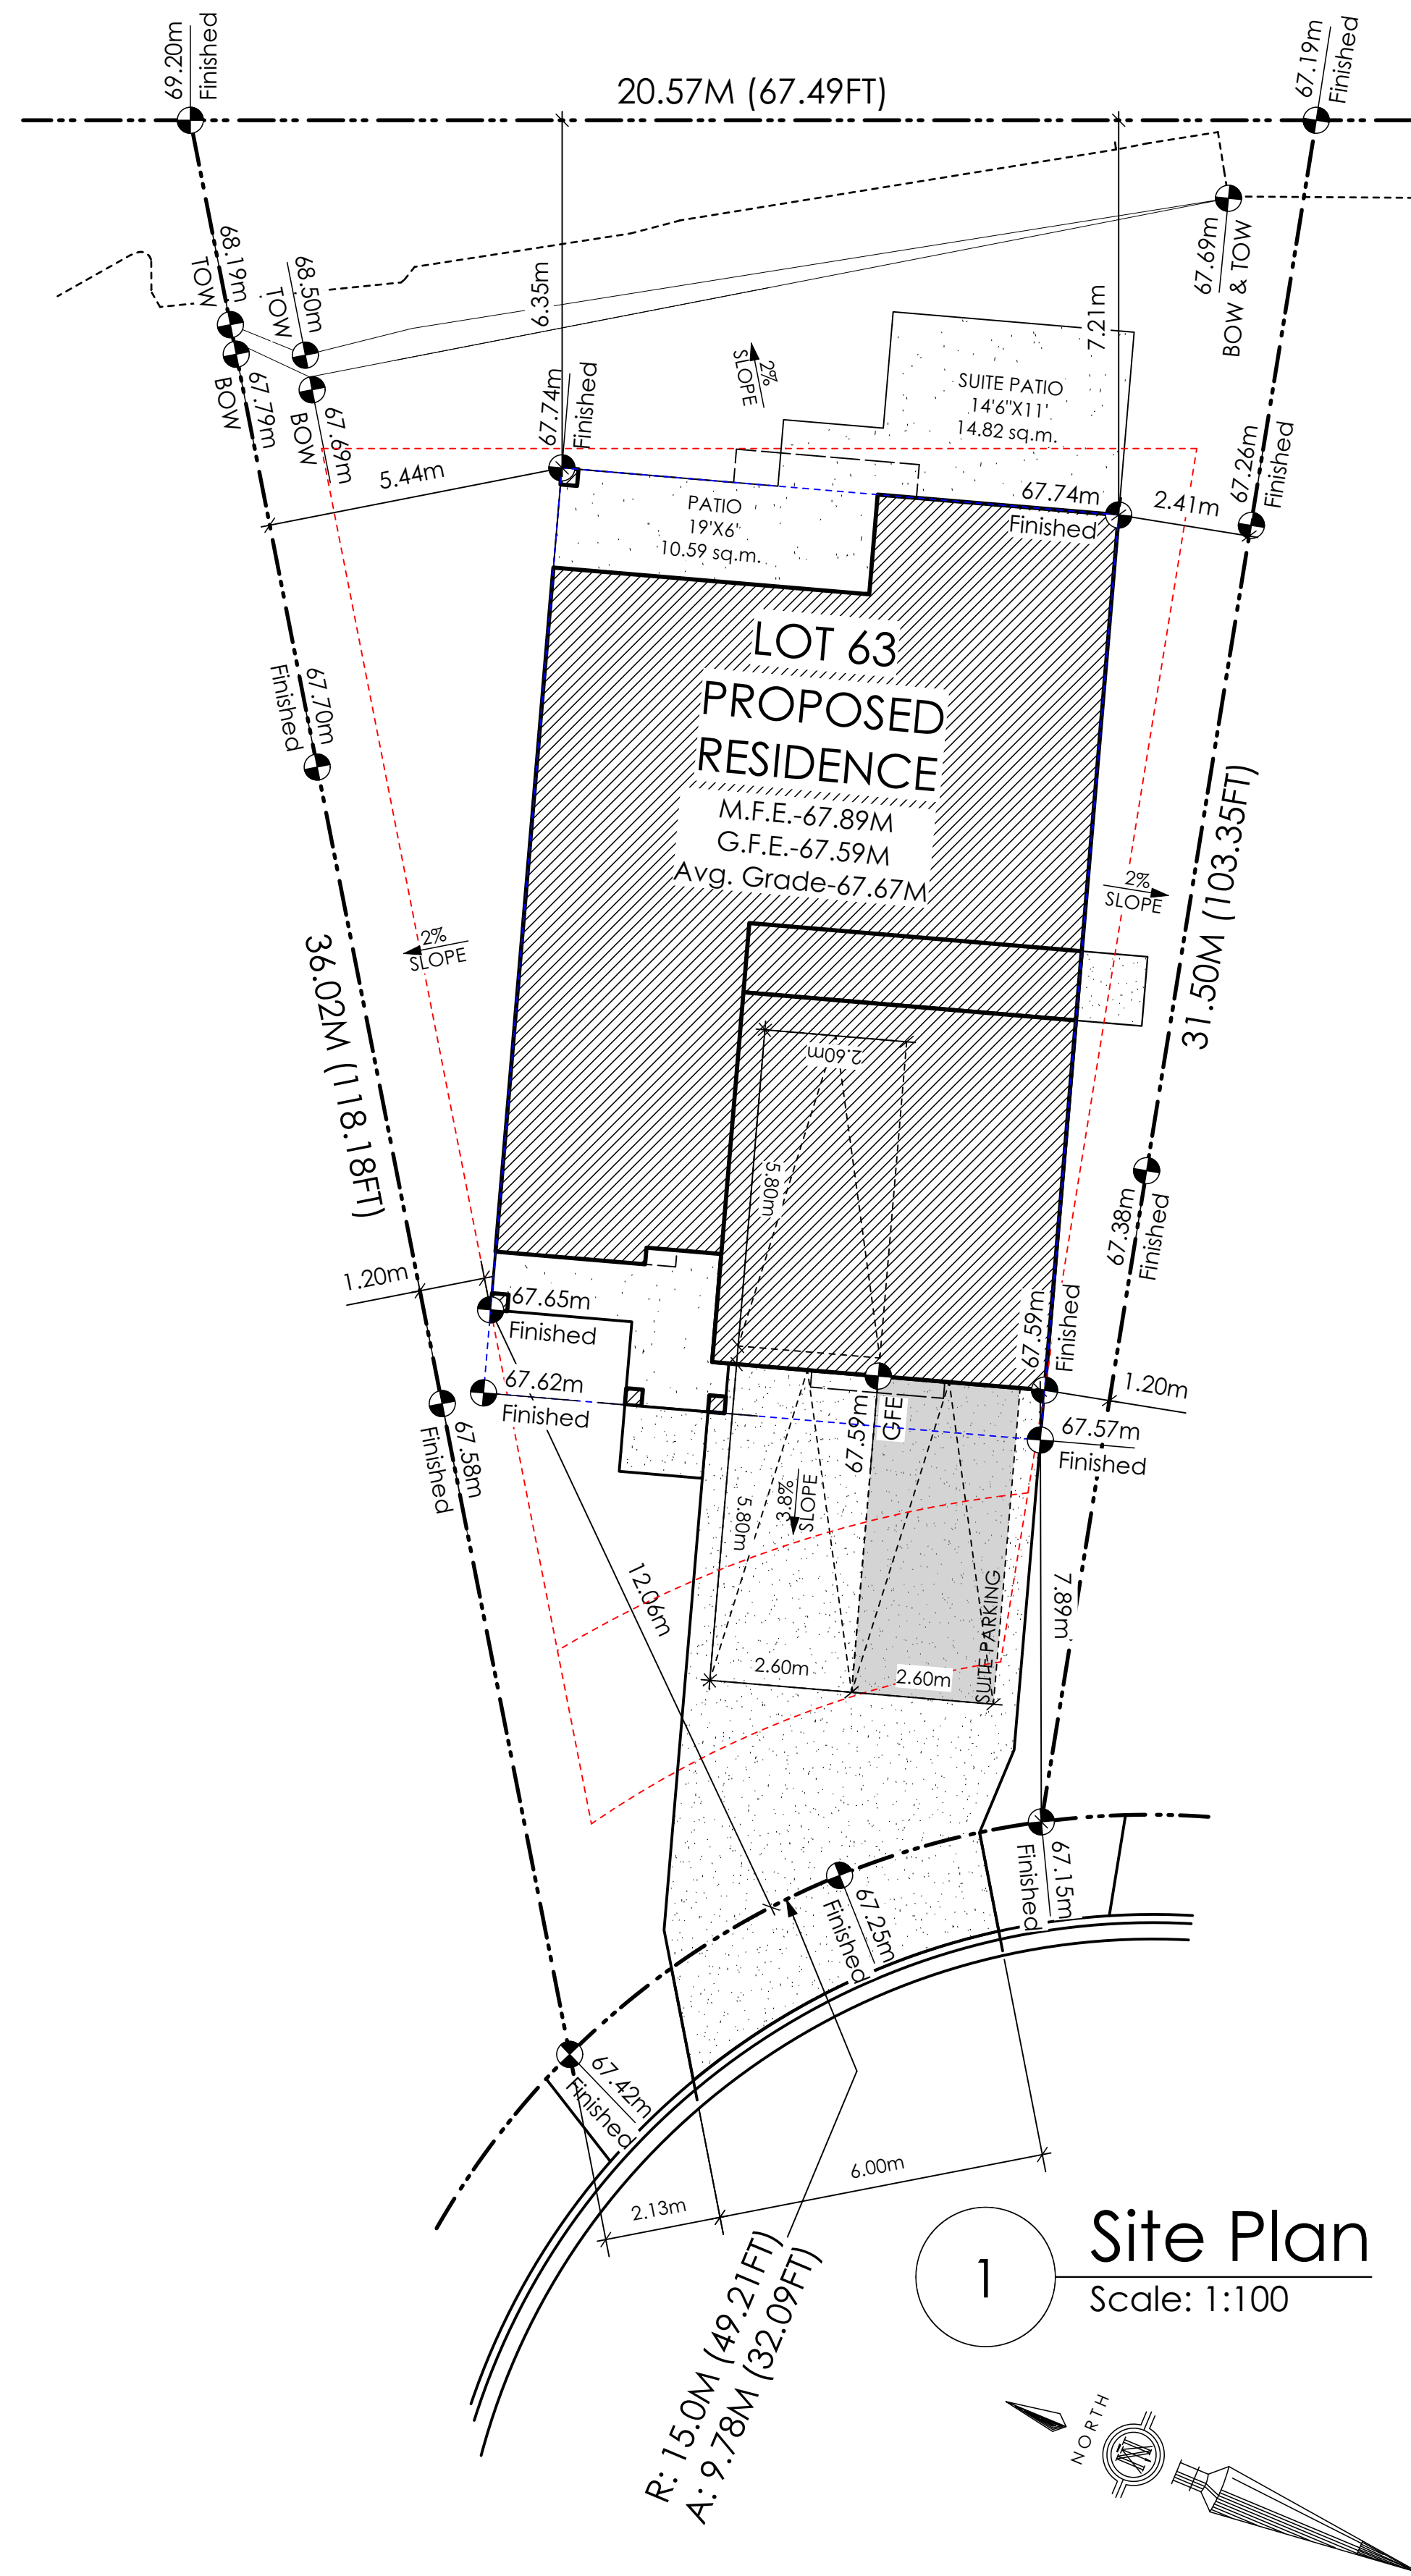 69.20m
Finished
20.57M (67.49FT)
67.19m
Finished
68.19m
TOW
68.50m
TOW
67.79m
BOW
67.69m
BOW
6.35m
7.21m
67.69m
BOW & TOW
2%
SLOPE
SUITE PATIO
14'6"X11'
14.82 sq.m.
67.74m
Finished
5.44m
PATIO
19'X6'
10.59 sq.m.
67.74m
Finished
2.41m
67.26m
Finished
67.70m
Finished
LOT 63
PROPOSED
RESIDENCE
M.F.E.-67.89M
G.F.E.-67.59M
Avg. Grade-67.67M
2%
SLOPE
2%
SLOPE
36.02M (118.18FT)
31.50M (103.35FT)
2.60m
5.80m
67.38m
Finished
1.20m
67.65m
Finished
67.62m
Finished
67.59m
Finished
1.20m
67.59m
GFE
67.57m
Finished
67.58m
Finished
5.80m
3.8%
SLOPE
12.06m
7.89m
SUITE PARKING
2.60m
2.60m
67.15m
Finished
67.25m
Finished
67.42m
Finished
6.00m
2.13m
R: 15.0M (49.21FT)
A: 9.78M (32.09FT)
1
Site Plan
Scale: 1:100
NORTH